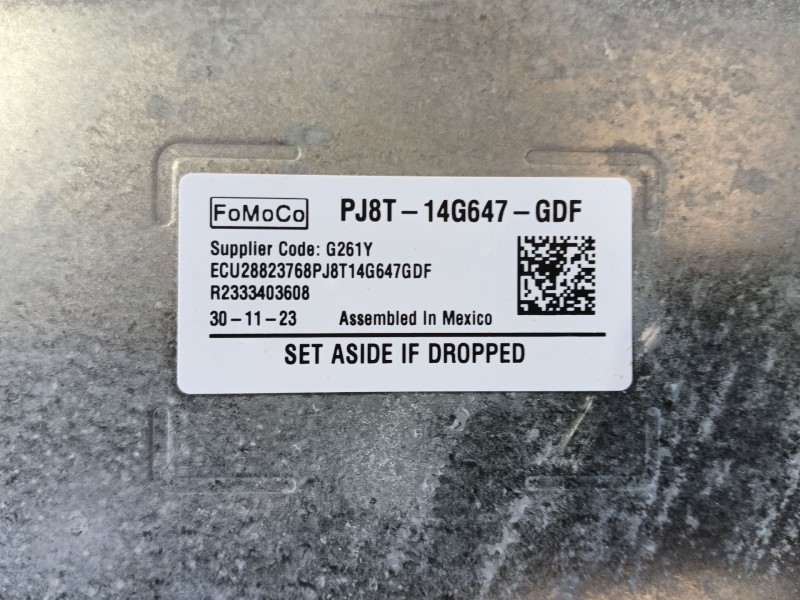 FoMoCo PJ8T-14G647-GDF
Supplier Code: G261Y
ECU28823768PJ8T14G647GDF
R2333403608
30-11-23 Assembled In Mexico
SET ASIDE IF DROPPED